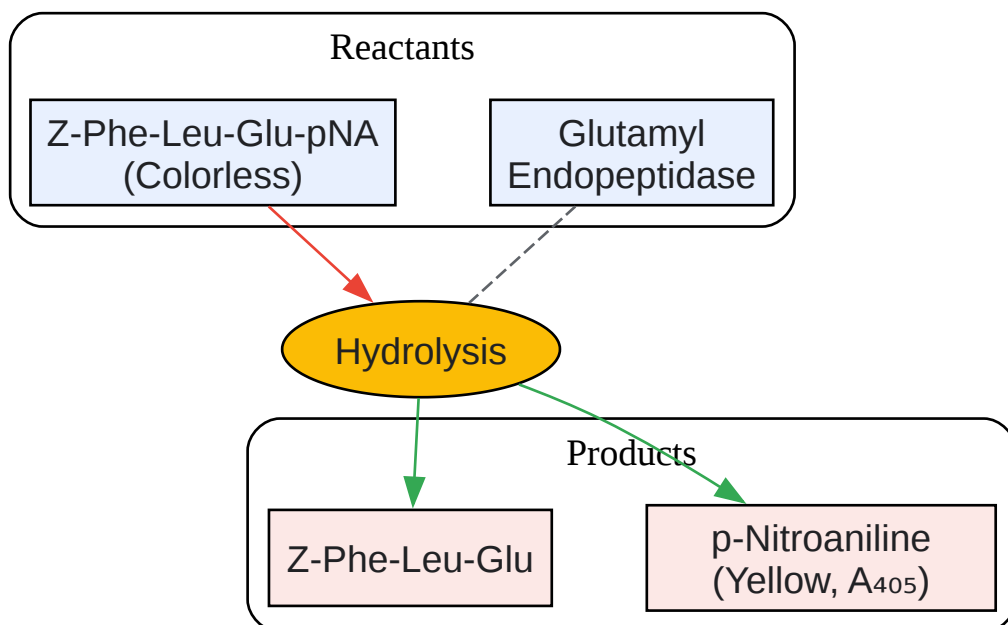 Reactants
Z-Phe-Leu-Glu-pNA
(Colorless)
Glutamyl
Endopeptidase
Hydrolysis
Products
Z-Phe-Leu-Glu
p-Nitroaniline
(Yellow, A₄₀₅)